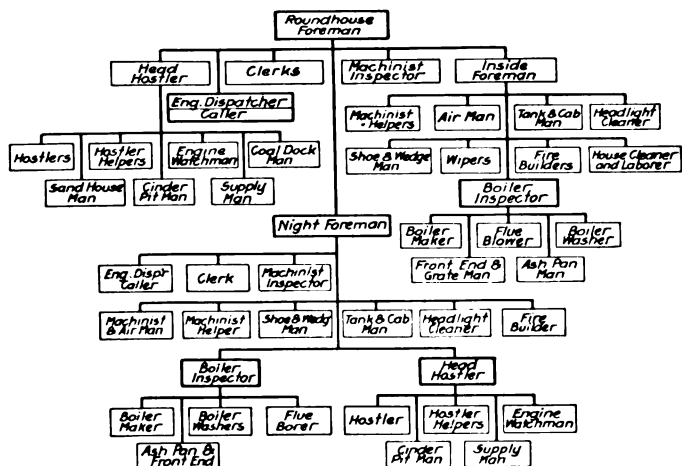 Roundhouse
Foreman
Head
Hostler
Clerks
Machinist
Inspector
Inside
Foreman
Eng. Dispatcher
Caller
Machinist
Helpers
Air Man
Tank & Cab
Man
Headlight
Cleaner
Hostlers
Hostler
Helpers
Engine
Watchman
Coal Dock
Man
Shoe & Wedge
Man
Wipers
Fire
Builders
House Cleaner
and Laborer
Sand House
Man
Cinder
Pit Man
Supply
Man
Boiler
Inspector
Night Foreman
Boiler
Maker
Flue
Blower
Boiler
Washer
Front End &
Grate Man
Ash Pan
Man
Eng. Disp'r
Caller
Clerk
Machinist
Inspector
Machinist
& Air Man
Machinist
Helper
Shoe & Wedg
Man
Tank & Cab
Man
Headlight
Cleaner
Fire
Builder
Boiler
Inspector
Head
Hostler
Boiler
Maker
Boiler
Washers
Flue
Borer
Hostler
Hostler
Helpers
Engine
Watchman
Ash Pan &
Front End
Cinder
Pit Man
Supply
Man